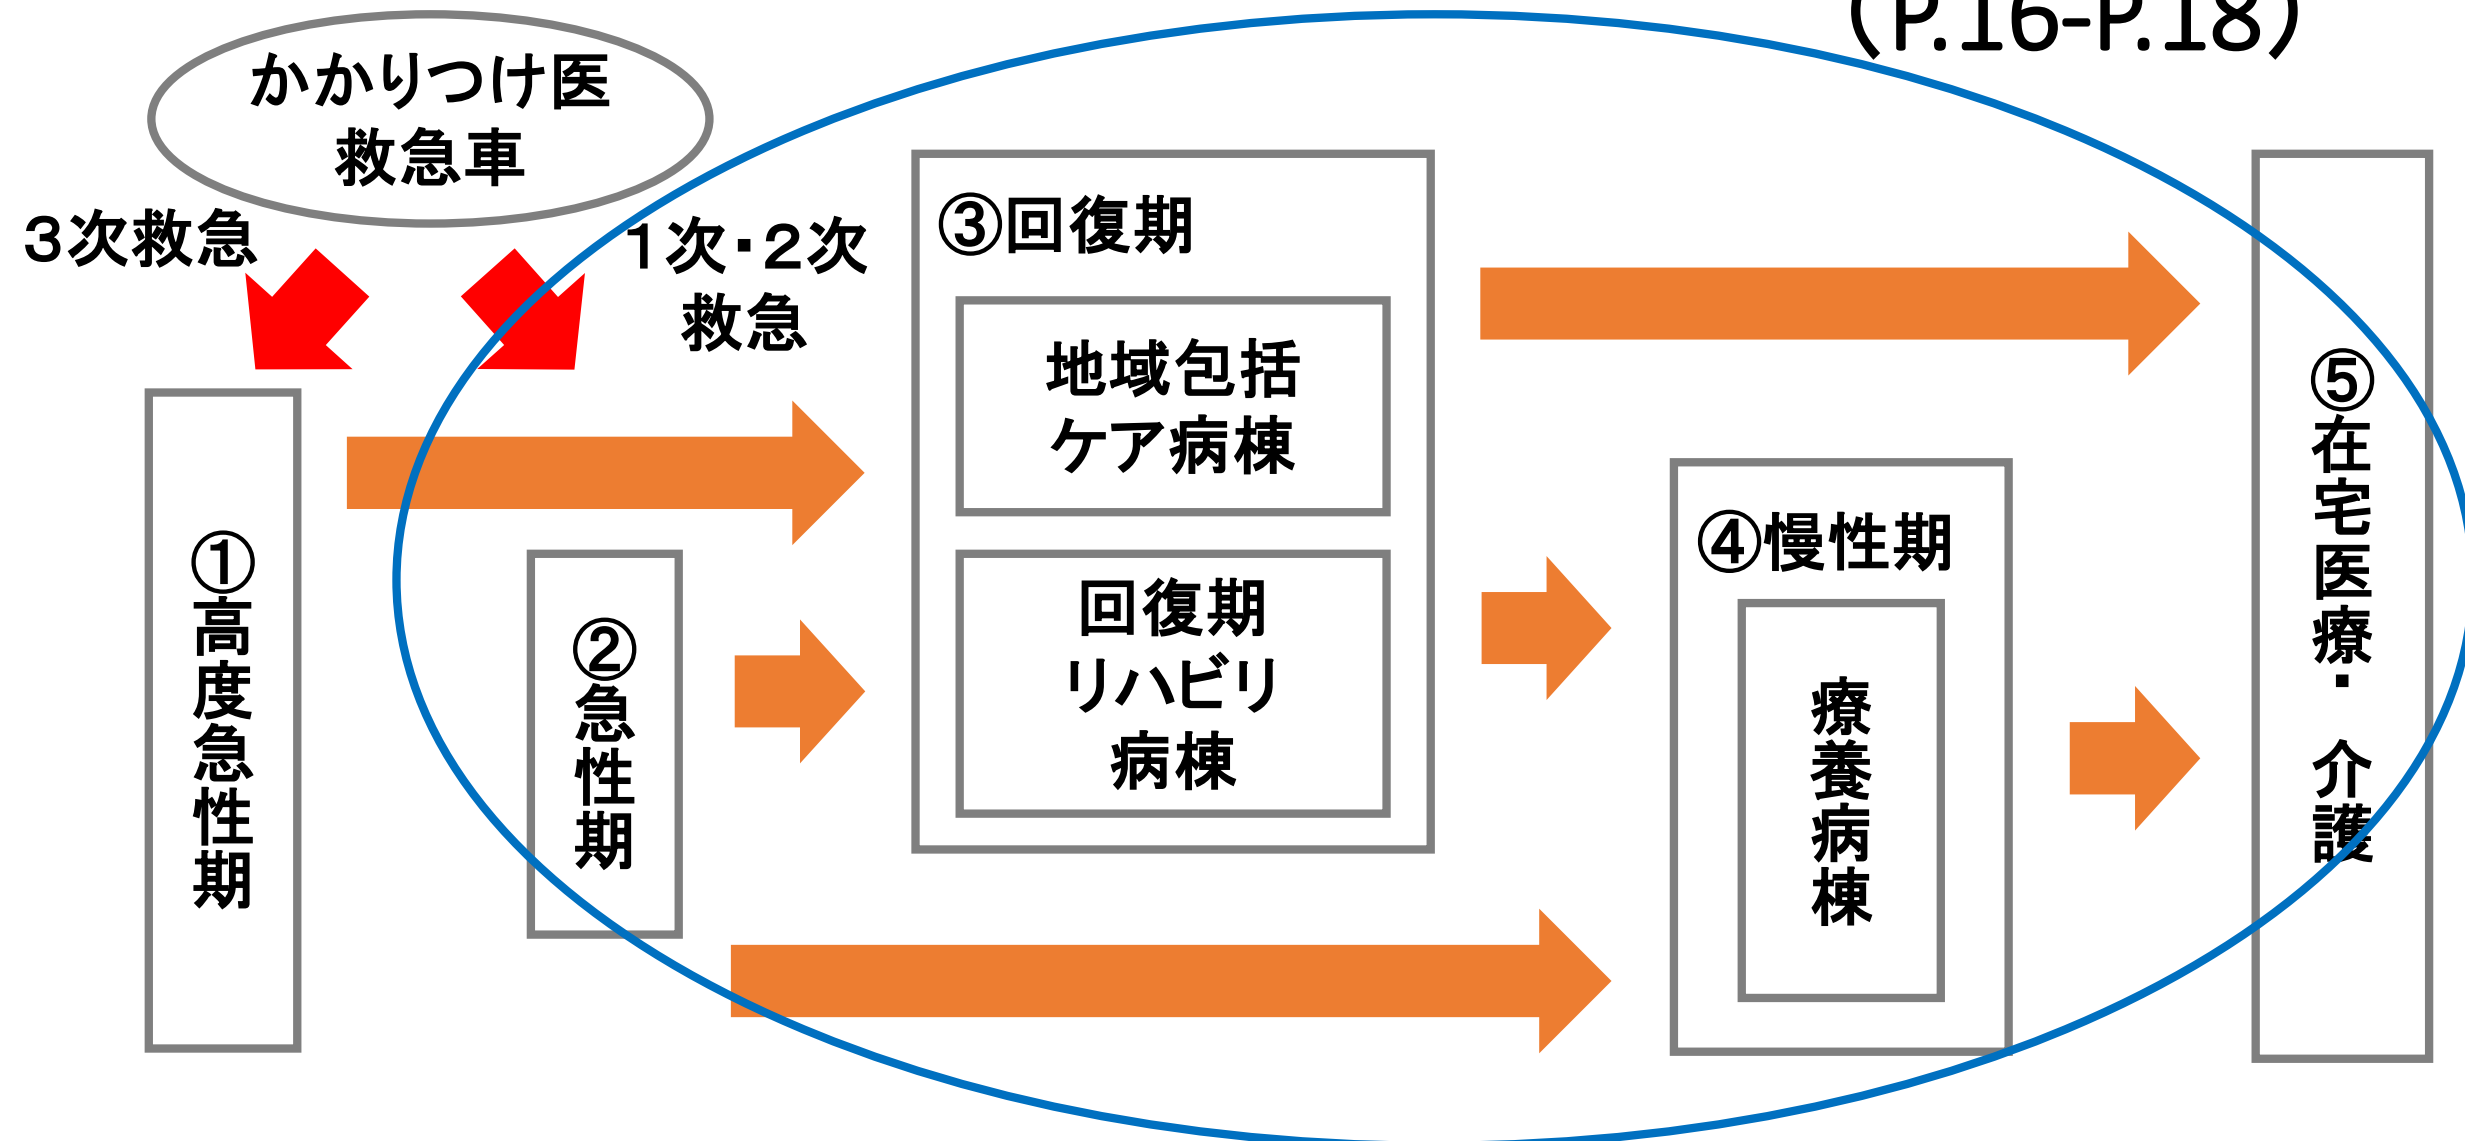 (P.16-P.18)
かかりつけ医
救急車
３次救急
１次・２次
救急
③回復期
地域包括
ケア病棟
回復期
リハビリ
病棟
①高度急性期
②急性期
④慢性期
療養病棟
⑤在宅医療・介護